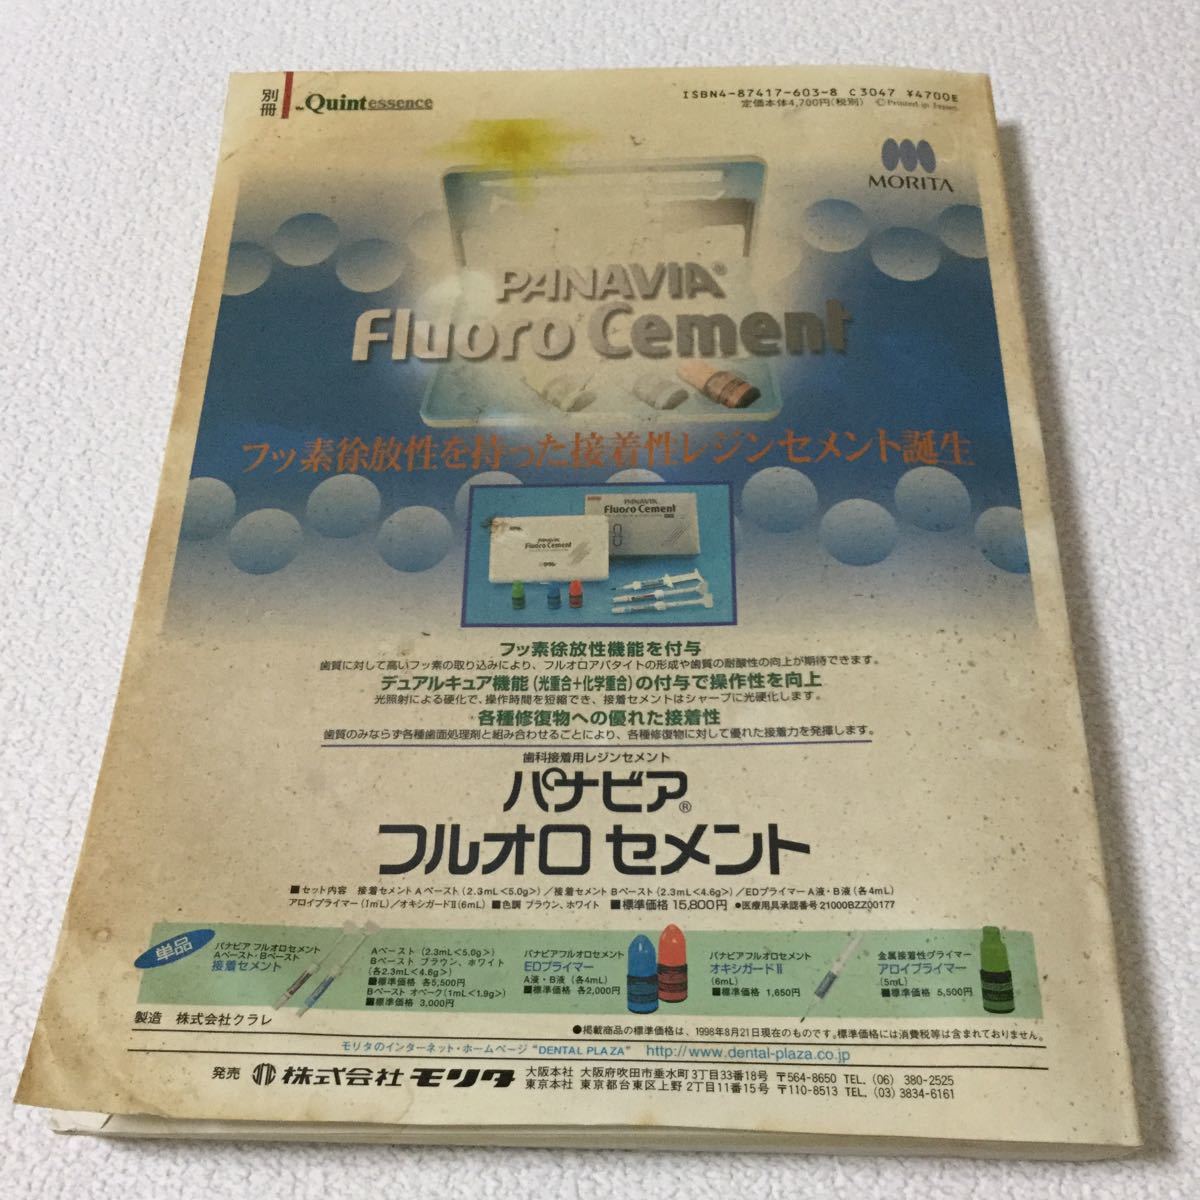 別冊 the Quintessence
ISBN4-87417-603-8 C3047 ¥4700E
定価本体4,700円(税別) ©Printed in Japan
MORITA
PANAVIA®
Fluoro Cement
フッ素徐放性を持った接着性レジンセメント誕生
PANAVIA
Fluoro Cement
PANAVIA
Fluoro Cement
フッ素徐放性機能を付与
歯質に対して高いフッ素の取り込みにより、フルオロアパタイトの形成や歯質の耐酸性の向上が期待できます。
デュアルキュア機能(光重合+化学重合)の付与で操作性を向上
光照射による硬化で、操作時間を短縮でき、接着セメントはシャープに光硬化します。
各種修復物への優れた接着性
歯質のみならず各種歯面処理剤と組み合わせることにより、各種修復物に対して優れた接着力を発揮します。
歯科接着用レジンセメント
パナビア®
フルオロ セメント
■セット内容 接着セメント Aペースト(2.3mL<5.0g>)/接着セメント Bペースト(2.3mL<4.6g>)/EDプライマー A液・B液(各4mL)
アロイプライマー(1mL)/オキシガードII(6mL) ■色調 ブラウン、ホワイト ■標準価格 15,800円 ●医療用具承認番号 21000BZZ00177
単品
パナビア フルオロセメント
Aペースト・Bペースト
接着セメント
Aペースト (2.3mL<5.0g>)
Bペースト ブラウン、ホワイト
(各2.3mL<4.6g>)
■標準価格 各5,500円
Bペースト オペーク(1mL<1.9g>)
■標準価格 3,000円
パナビアフルオロセメント
EDプライマー
A液・B液 (各4mL)
■標準価格 各2,000円
パナビアフルオロセメント
オキシガードII
(6mL)
■標準価格 1,650円
金属接着性プライマー
アロイプライマー
(5mL)
■標準価格 5,500円
製造 株式会社クラレ
●掲載商品の標準価格は、1998年8月21日現在のものです。標準価格には消費税等は含まれておりません。
モリタのインターネット・ホームページ "DENTAL PLAZA" http://www.dental-plaza.co.jp
発売 株式会社 モリタ
大阪本社 大阪府吹田市垂水町3丁目33番18号 〒564-8650 TEL. (06) 380-2525
東京本社 東京都台東区上野2丁目11番15号 〒110-8513 TEL. (03) 3834-6161